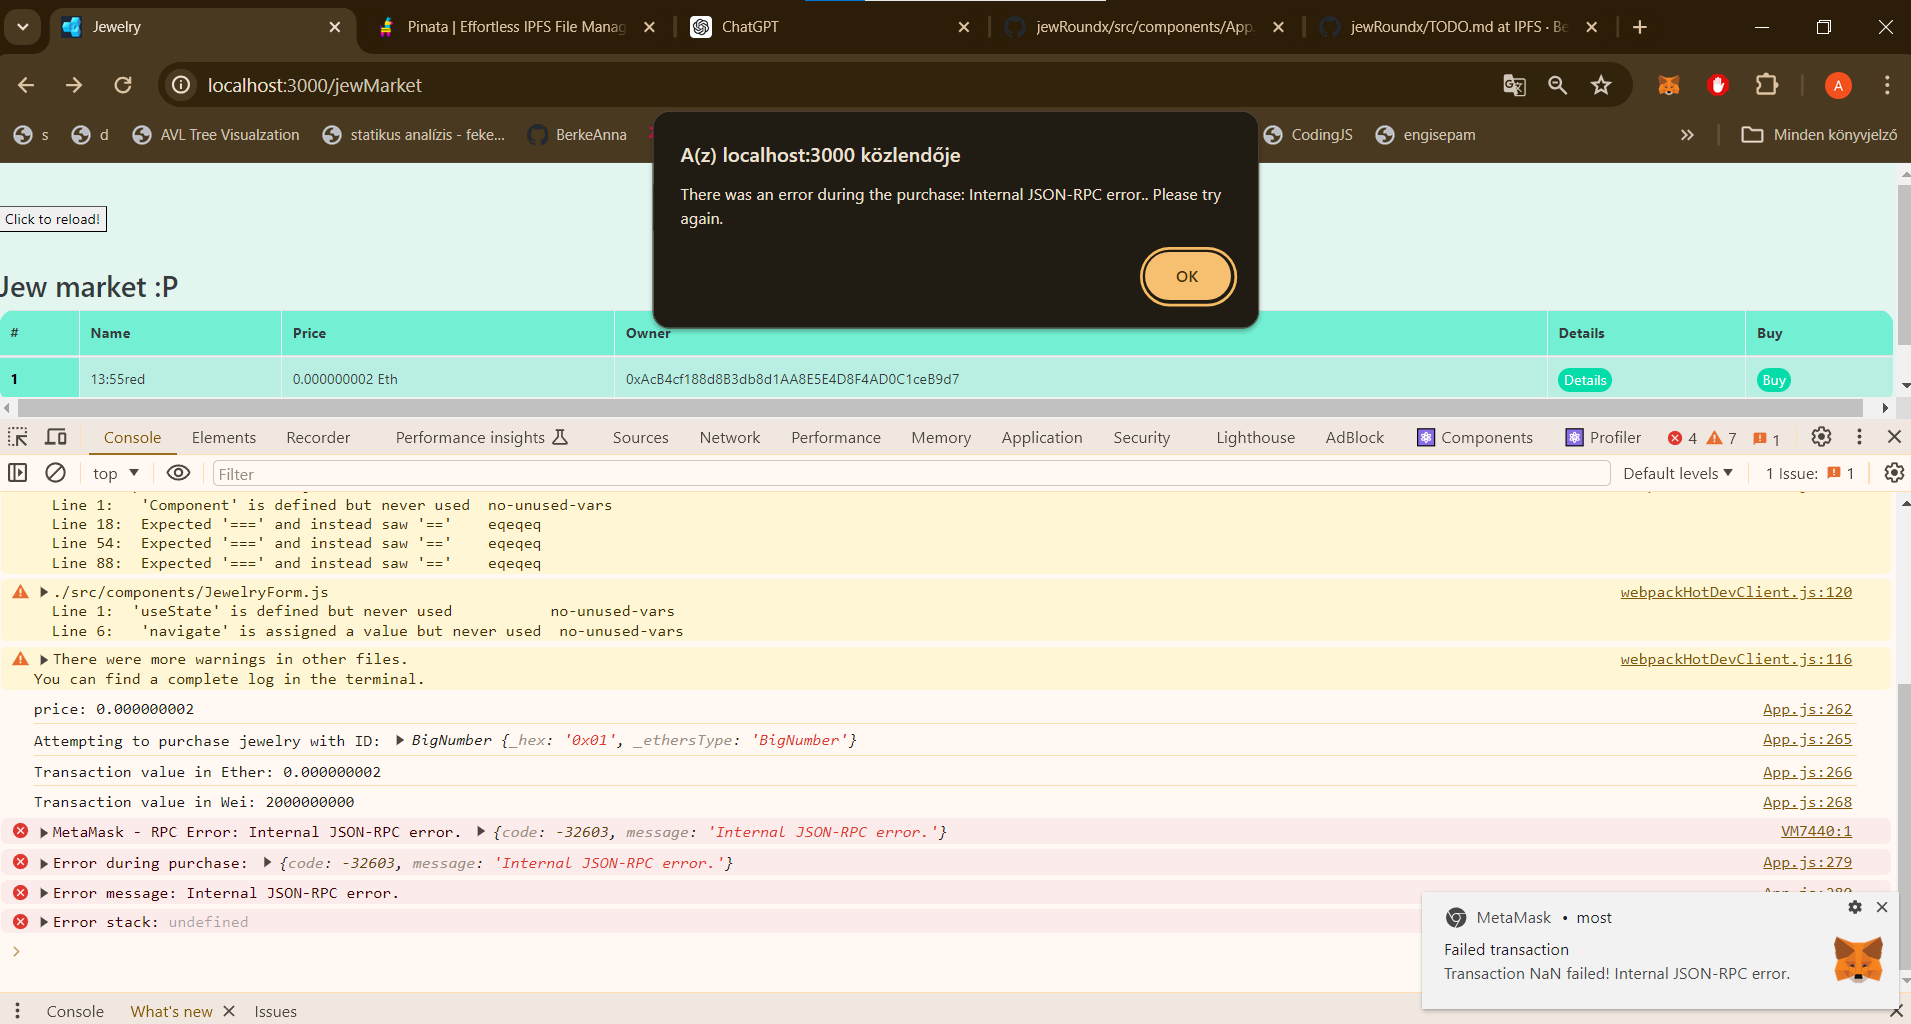 Jewelry
Pinata | Effortless IPFS File Manag
ChatGPT
jewRoundx/src/components/App.
jewRoundx/TODO.md at IPFS · Be
localhost:3000/jewMarket
A
s
d
AVL Tree Visualzation
statikus analízis - feke...
BerkeAnna
CodingJS
engisepam
»
Minden könyvjelző
A(z) localhost:3000 közlendője
There was an error during the purchase: Internal JSON-RPC error.. Please try
again.
OK
Click to reload!
Jew market :P
# Name Price Owner Details Buy
1 13:55red 0.000000002 Eth 0xAcB4cf188d8B3db8d1AA8E5E4D8F4AD0C1ceB9d7 Details Buy
Console Elements Recorder Performance insights Sources Network Performance Memory Application Security Lighthouse AdBlock Components Profiler 4 7 1
top Filter Default levels 1 Issue: 1
Line 1: 'Component' is defined but never used no-unused-vars
Line 18: Expected '===' and instead saw '==' eqeqeq
Line 54: Expected '===' and instead saw '==' eqeqeq
Line 88: Expected '===' and instead saw '==' eqeqeq
./src/components/JewelryForm.js webpackHotDevClient.js:120
Line 1: 'useState' is defined but never used no-unused-vars
Line 6: 'navigate' is assigned a value but never used no-unused-vars
There were more warnings in other files. webpackHotDevClient.js:116
You can find a complete log in the terminal.
price: 0.000000002 App.js:262
Attempting to purchase jewelry with ID: BigNumber {_hex: '0x01', _ethersType: 'BigNumber'} App.js:265
Transaction value in Ether: 0.000000002 App.js:266
Transaction value in Wei: 2000000000 App.js:268
MetaMask - RPC Error: Internal JSON-RPC error. {code: -32603, message: 'Internal JSON-RPC error.'} VM7440:1
Error during purchase: {code: -32603, message: 'Internal JSON-RPC error.'} App.js:279
Error message: Internal JSON-RPC error. App.js:280
Error stack: undefined
>
MetaMask • most
Failed transaction
Transaction NaN failed! Internal JSON-RPC error.
Console What's new Issues